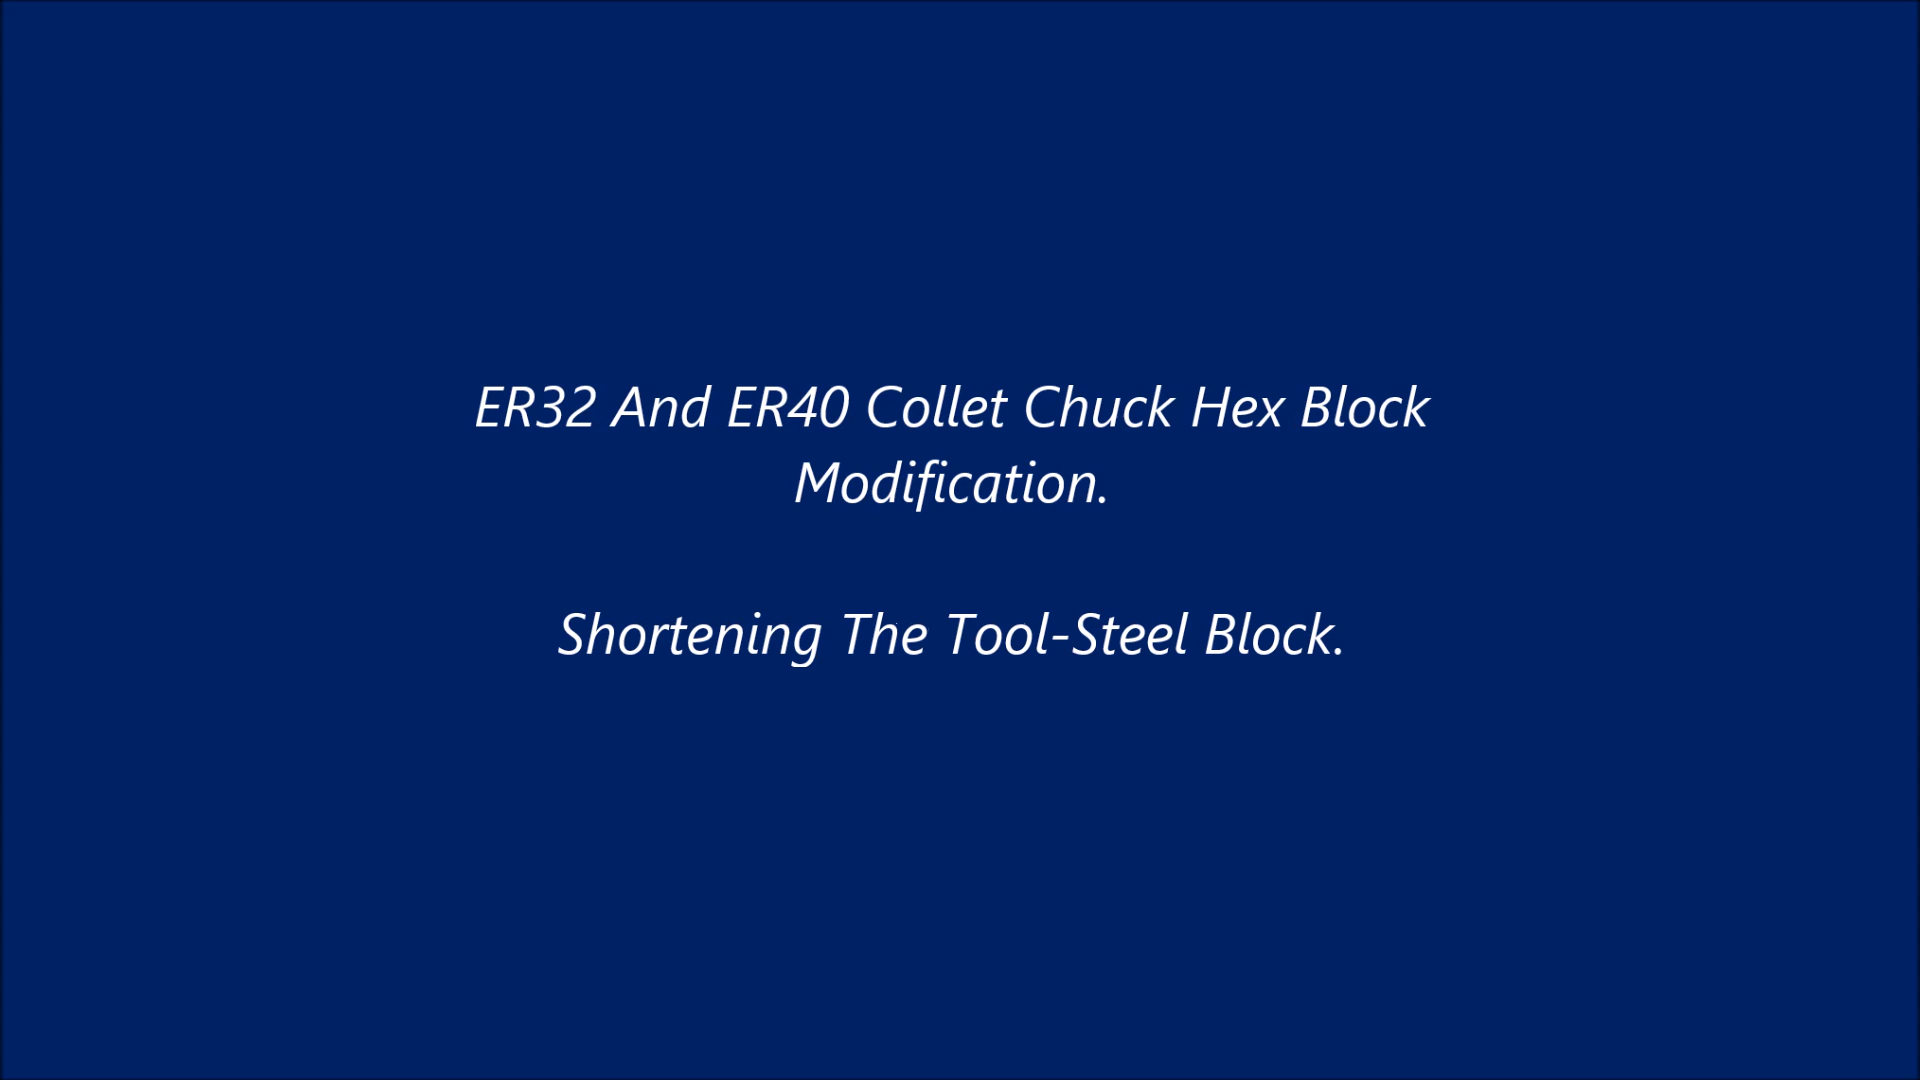 ER32 And ER40 Collet Chuck Hex Block
Modification.
Shortening The Tool-Steel Block.